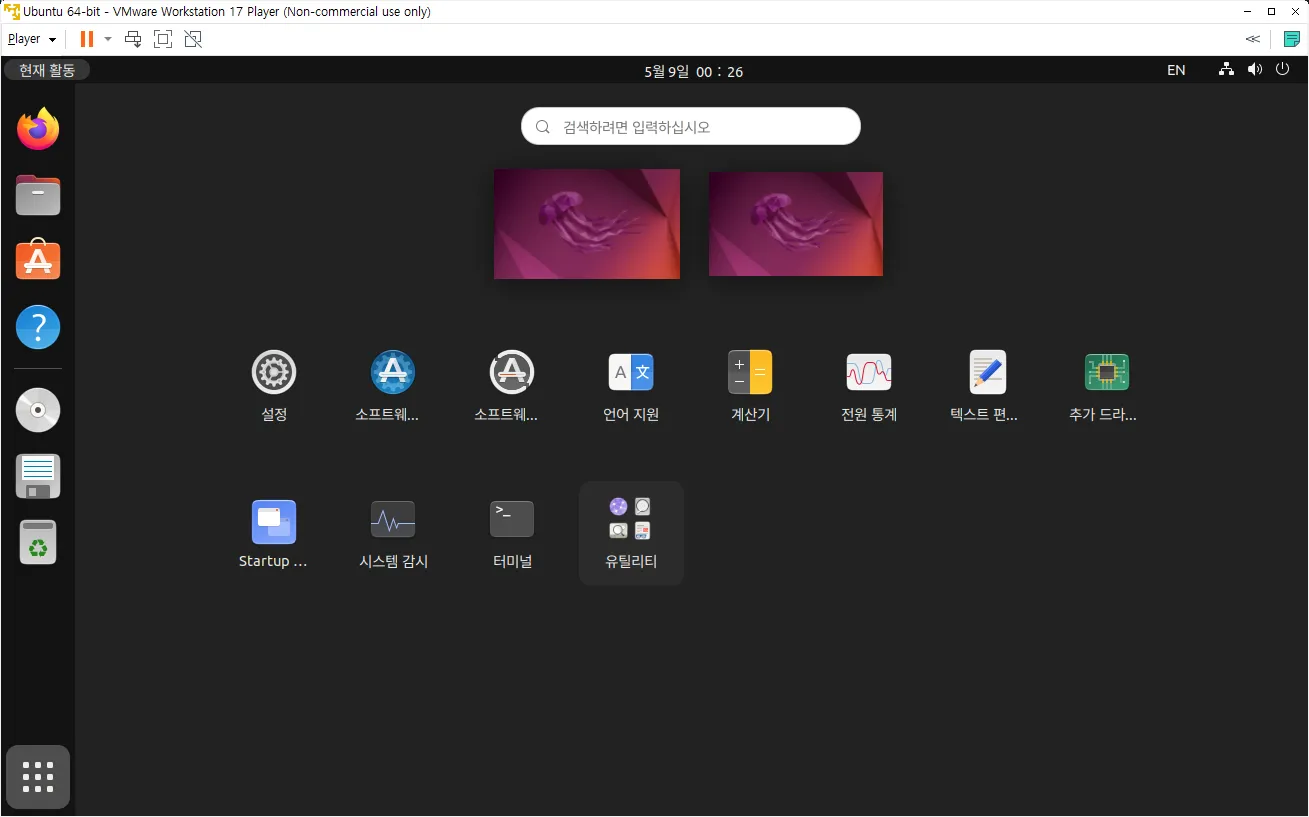 Ubuntu 64-bit - VMware Workstation 17 Player (Non-commercial use only)
Player
현재 활동
5월 9일 00 : 26
EN
검색하려면 입력하십시오
설정
소프트웨...
소프트웨...
언어 지원
계산기
전원 통계
텍스트 편...
추가 드라...
Startup ...
시스템 감시
터미널
유틸리티